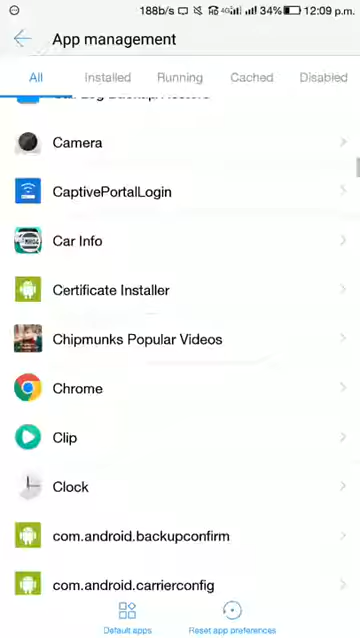 188b/s 4G 34% 12:09 p.m.
App management
All Installed Running Cached Disabled
Camera
CaptivePortalLogin
Car Info
Certificate Installer
Chipmunks Popular Videos
Chrome
Clip
Clock
com.android.backupconfirm
com.android.carrierconfig
Default apps Reset app preferences